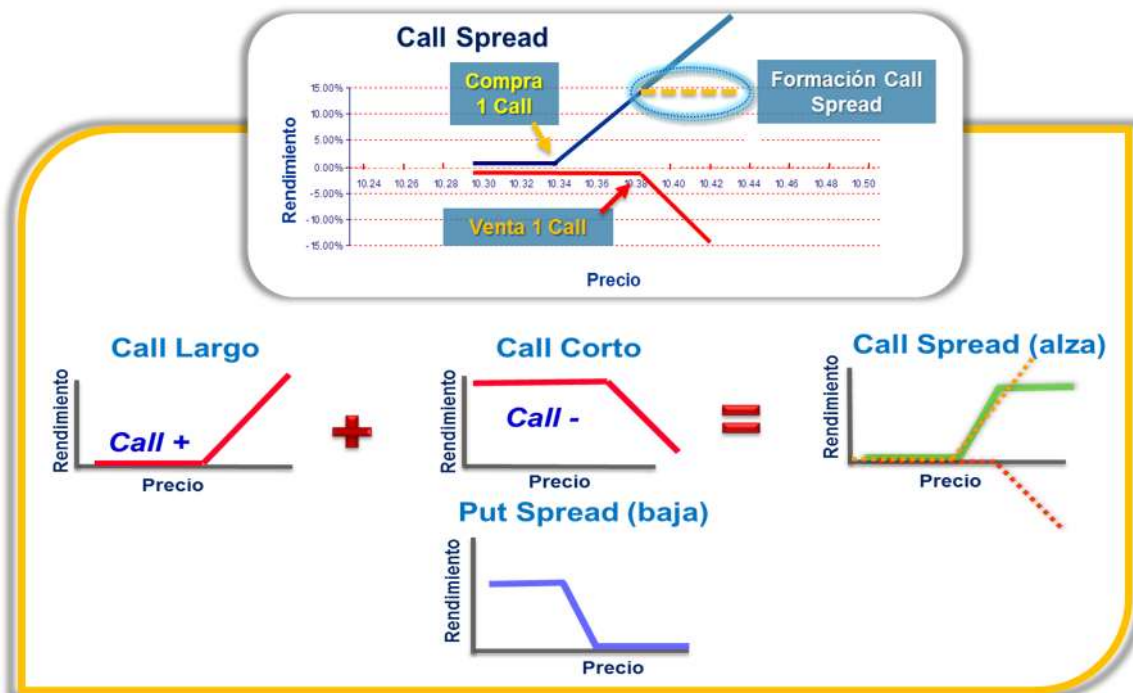 Call Spread
Compra
1 Call
Formación Call
Spread
Rendimiento
15.00%
10.00%
5.00%
0.00%
-5.00%
-10.00%
-15.00%
10.24 10.26 10.28 10.30 10.32 10.34 10.36 10.38 10.40 10.42 10.44 10.46 10.48 10.50
Venta 1 Call
Precio
Call Largo
Rendimiento
Call +
Precio
+
Call Corto
Rendimiento
Call -
Precio
=
Call Spread (alza)
Rendimiento
Precio
Put Spread (baja)
Rendimiento
Precio